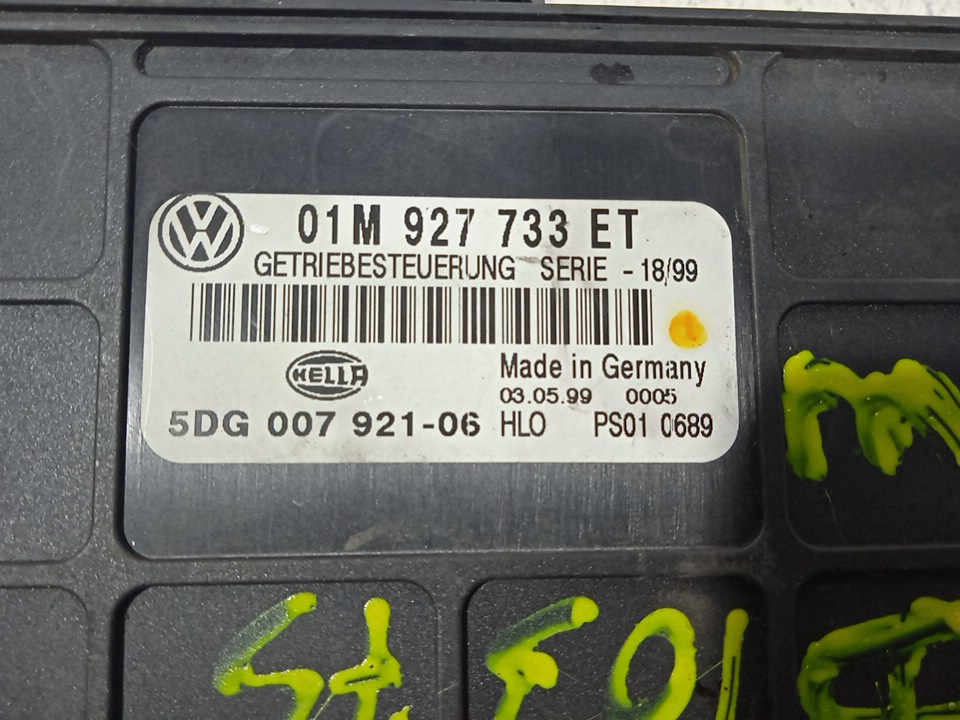 01M 927 733 ET
GETRIEBESTEUERUNG SERIE - 18/99
Made in Germany
HELLA
03.05.99 0005
5DG 007 921-06 HLO PS01 0689